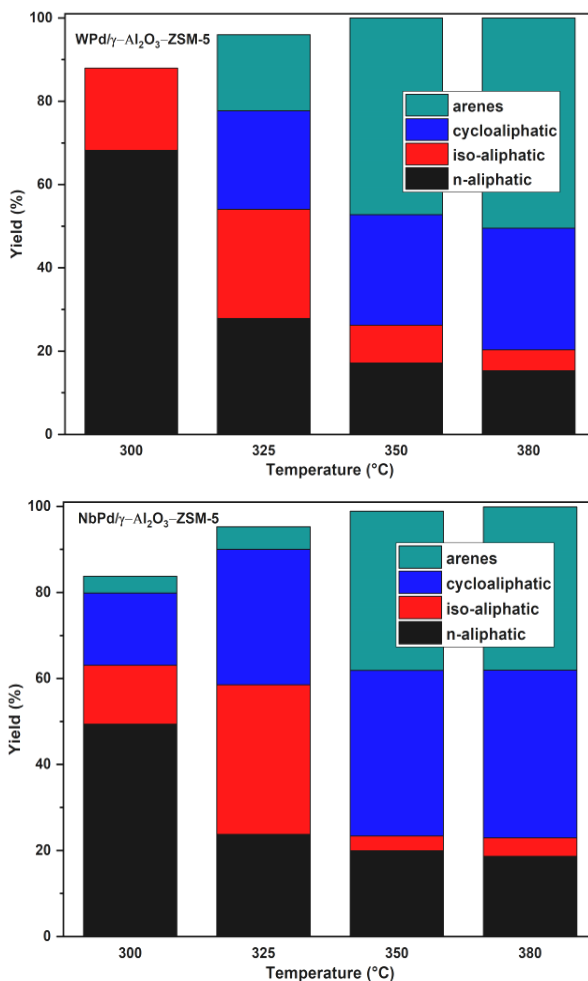 WPd/γ−Al₂O₃−ZSM-5
100
80
60
40
20
0
Yield (%)
arenes
cycloaliphatic
iso-aliphatic
n-aliphatic
300 325 350 380
Temperature (°C)
NbPd/γ−Al₂O₃−ZSM-5
100
80
60
40
20
0
Yield (%)
arenes
cycloaliphatic
iso-aliphatic
n-aliphatic
300 325 350 380
Temperature (°C)